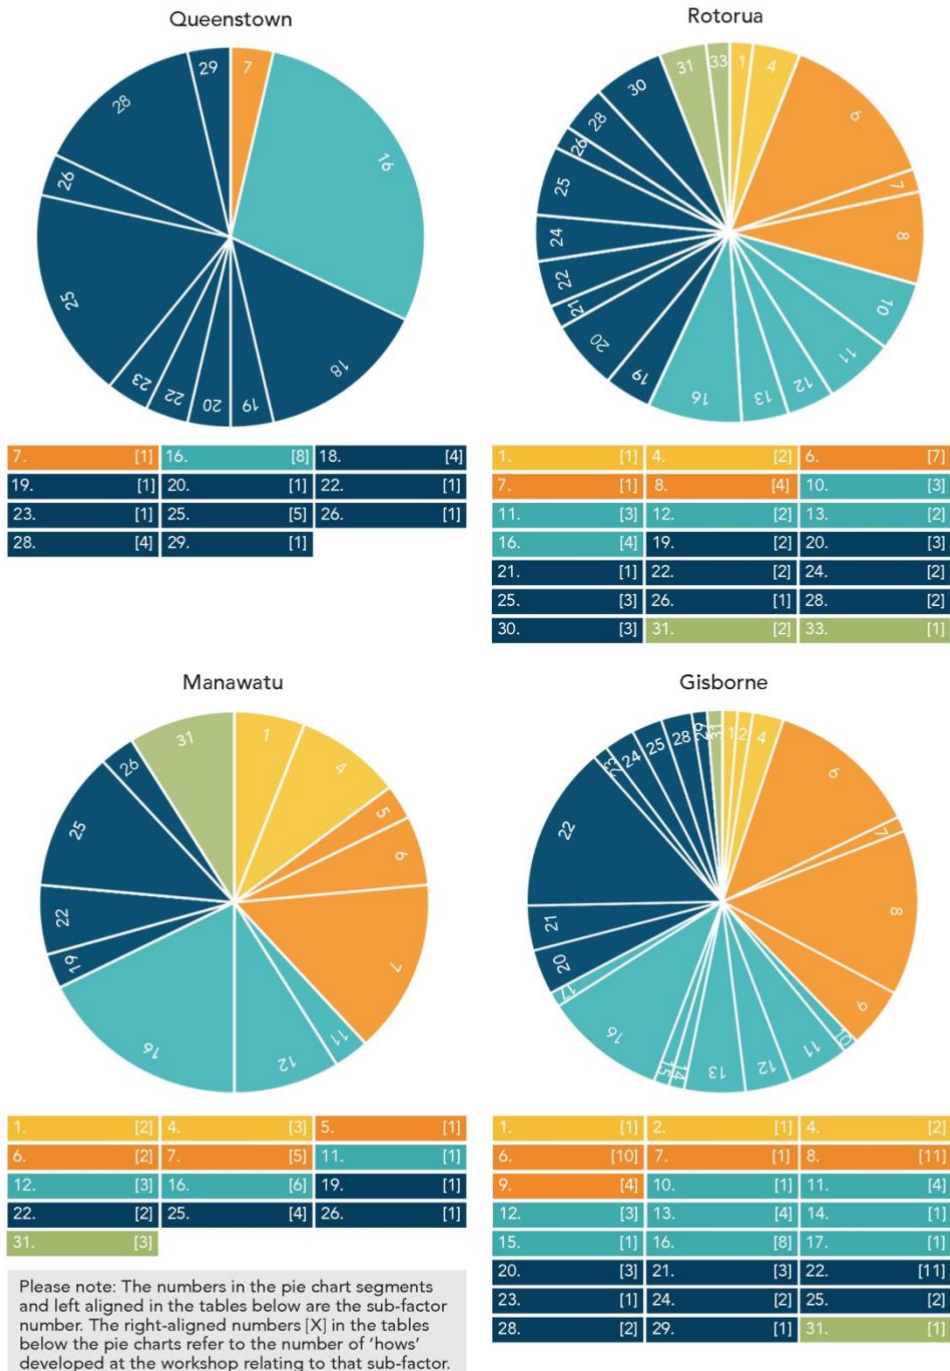 Queenstown
7
16
18
19
20
22
23
25
26
28
29
7. [1] 16. [8] 18. [4]
19. [1] 20. [1] 22. [1]
23. [1] 25. [5] 26. [1]
28. [4] 29. [1]
Rotorua
1
4
6
7
8
10
11
12
13
16
19
20
21
22
24
25
26
28
30
31
33
1. [1] 4. [2] 6. [7]
7. [1] 8. [4] 10. [3]
11. [3] 12. [2] 13. [2]
16. [4] 19. [2] 20. [3]
21. [1] 22. [2] 24. [2]
25. [3] 26. [1] 28. [2]
30. [3] 31. [2] 33. [1]
Manawatu
1
4
5
6
7
11
12
16
19
22
25
26
31
1. [2] 4. [3] 5. [1]
6. [2] 7. [5] 11. [1]
12. [3] 16. [6] 19. [1]
22. [2] 25. [4] 26. [1]
31. [3]
Please note: The numbers in the pie chart segments
and left aligned in the tables below are the sub-factor
number. The right-aligned numbers [X] in the tables
below the pie charts refer to the number of ‘hows’
developed at the workshop relating to that sub-factor.
Gisborne
1
2
4
6
7
8
9
10
11
12
13
14
15
16
17
20
21
22
23
24
25
28
29
31
1. [1] 2. [1] 4. [2]
6. [10] 7. [1] 8. [11]
9. [4] 10. [1] 11. [4]
12. [3] 13. [4] 14. [1]
15. [1] 16. [8] 17. [1]
20. [3] 21. [3] 22. [11]
23. [1] 24. [2] 25. [2]
28. [2] 29. [1] 31. [1]